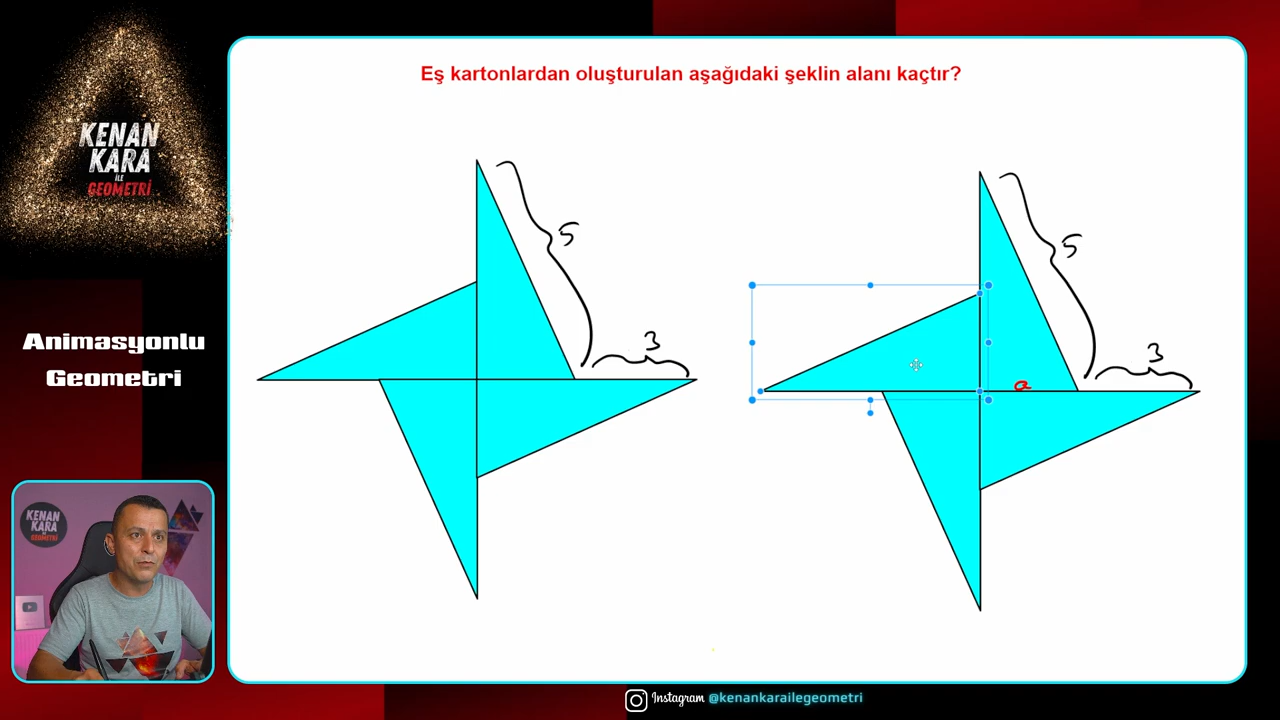 Eş kartonlardan oluşturulan aşağıdaki şeklin alanı kaçtır?
KENAN
KARA
İLE
GEOMETRİ
Animasyonlu
Geometri
5
3
5
3
a
KENAN
KARA
GEOMETRİ
Instagram @kenankarailegeometri